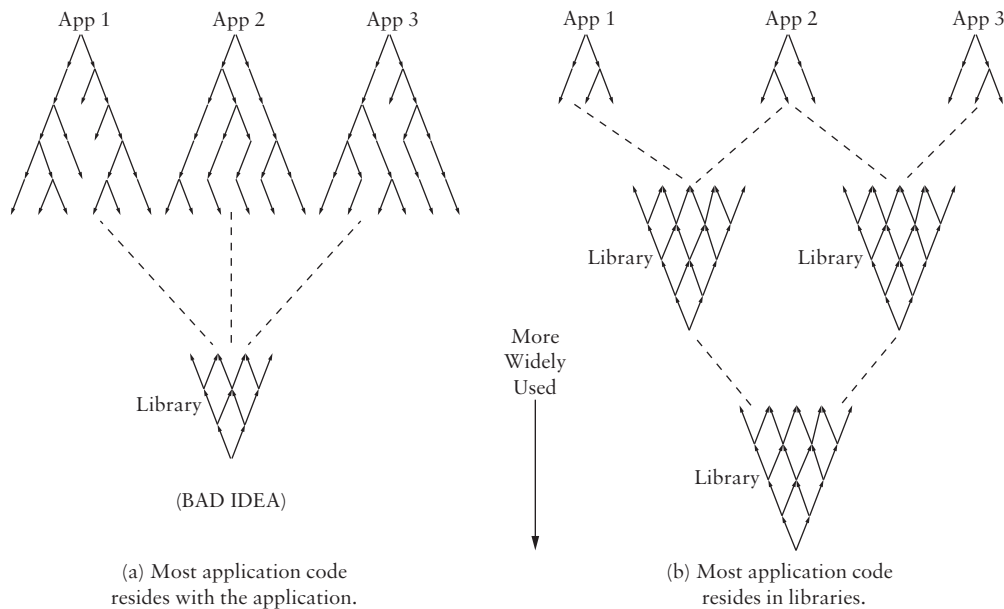 App 1
App 2
App 3
Library
(BAD IDEA)
(a) Most application code
resides with the application.
App 1
App 2
App 3
Library
Library
More
Widely
Used
Library
(b) Most application code
resides in libraries.